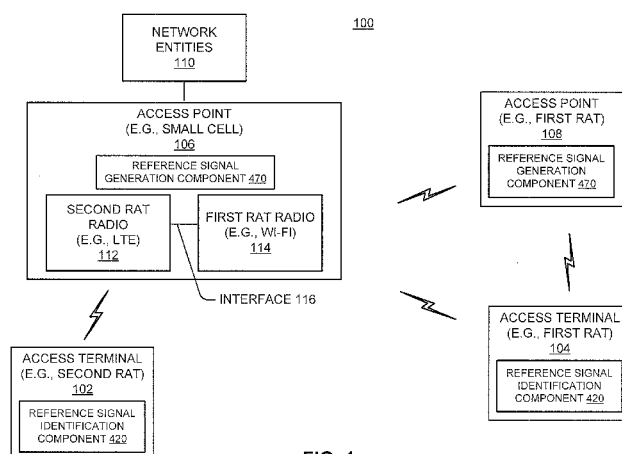 100
NETWORK
ENTITIES
110
ACCESS POINT
(E.G., SMALL CELL)
106
REFERENCE SIGNAL
GENERATION COMPONENT 470
SECOND RAT
RADIO
(E.G., LTE)
112
FIRST RAT RADIO
(E.G., WI-FI)
114
INTERFACE 116
ACCESS POINT
(E.G., FIRST RAT)
108
REFERENCE SIGNAL
GENERATION
COMPONENT 470
ACCESS TERMINAL
(E.G., SECOND RAT)
102
REFERENCE SIGNAL
IDENTIFICATION
COMPONENT 420
ACCESS TERMINAL
(E.G., FIRST RAT)
104
REFERENCE SIGNAL
IDENTIFICATION
COMPONENT 420
FIG. 1